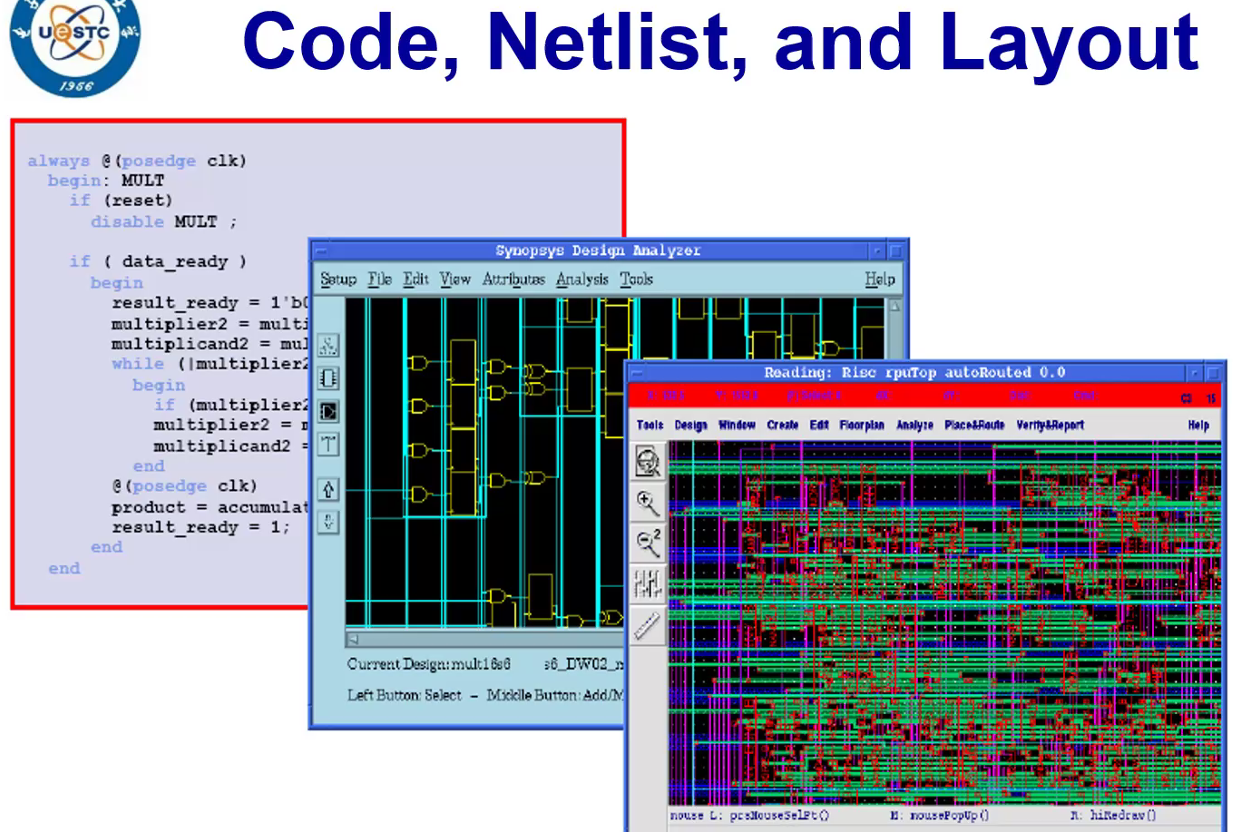 UESTC
1956
Code, Netlist, and Layout
always @(posedge clk)
begin: MULT
if (reset)
disable MULT ;
if ( data_ready )
begin
result_ready = 1'b0
multiplier2 = multi
multiplicand2 = mul
while (|multiplier2
begin
if (multiplier2
multiplier2 = m
multiplicand2 =
end
@(posedge clk)
product = accumulat
result_ready = 1;
end
end
Synopsys Design Analyzer
Setup File Edit View Attributes Analysis Tools Help
Current Design: mult16s6 s6_DW02_m
Left Button: Select - Middle Button: Add/M
Reading: Risc rpuTop autoRouted 0.0
Tools Design Window Create Edit Floorplan Analyze Place&Route Verify&Report Help
mouse L: prsMouseSelPt() M: mousePopUp() R: hiRedraw()